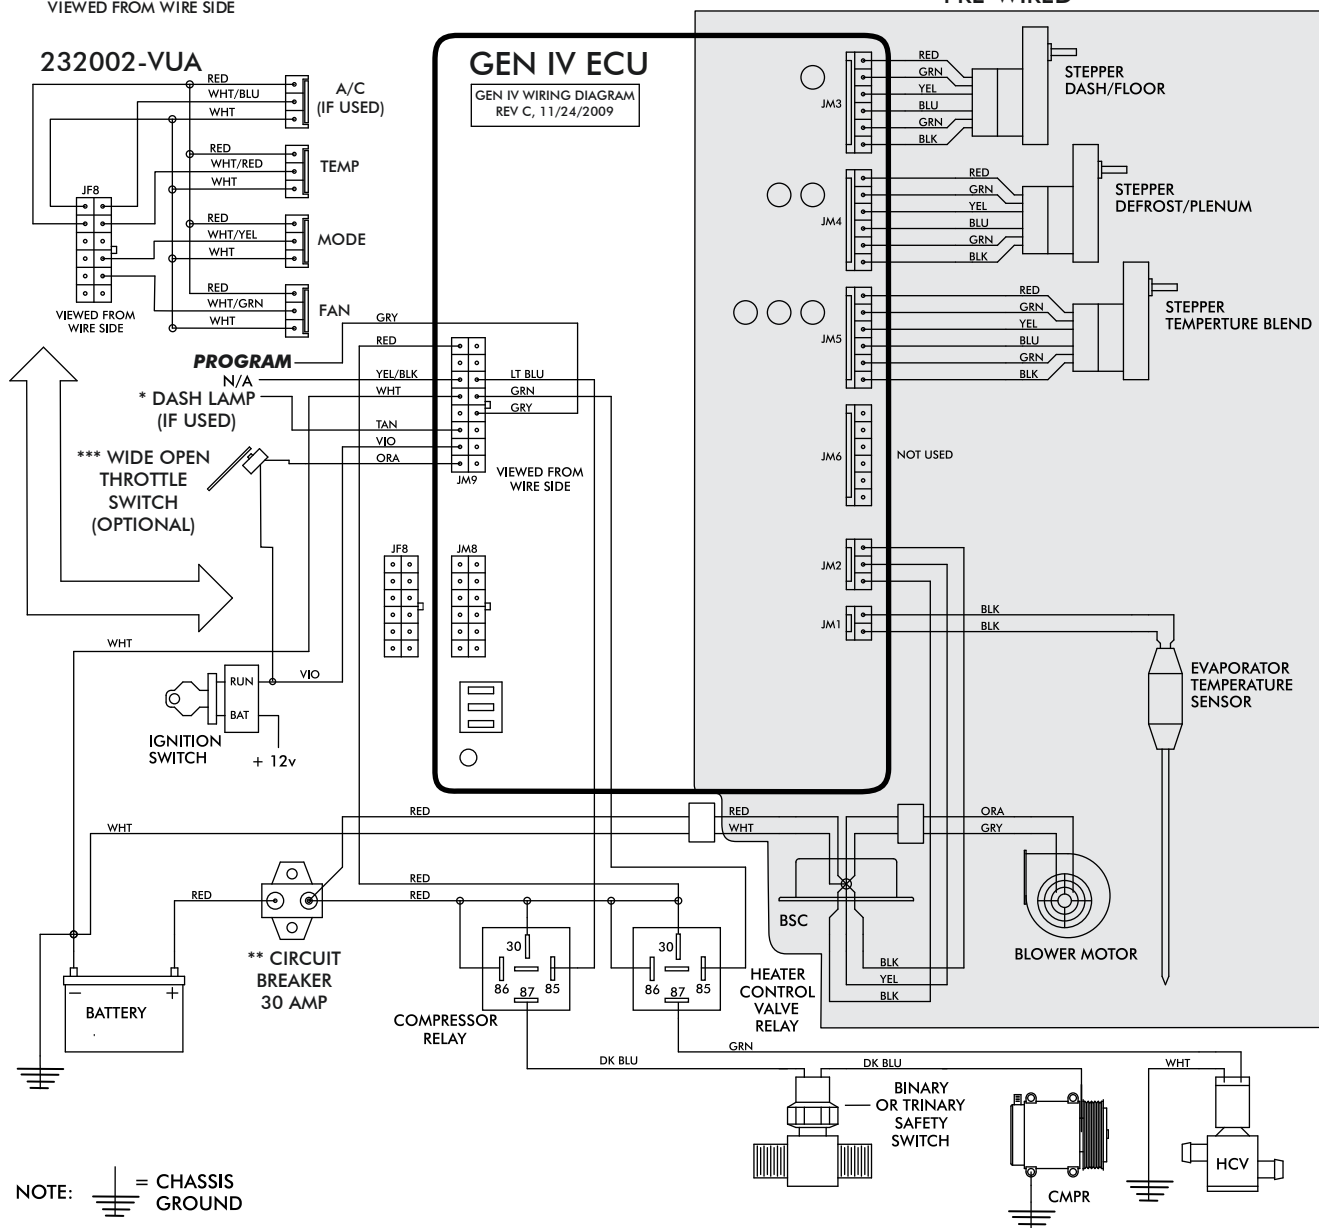 VIEWED FROM WIRE SIDE
232002-VUA
RED
WHT/BLU
WHT
A/C
(IF USED)
RED
WHT/RED
WHT
TEMP
JF8
RED
WHT/YEL
WHT
MODE
RED
WHT/GRN
WHT
FAN
VIEWED FROM
WIRE SIDE
GEN IV ECU
GEN IV WIRING DIAGRAM
REV C, 11/24/2009
JM3
RED
GRN
YEL
BLU
GRN
BLK
STEPPER
DASH/FLOOR
JM4
RED
GRN
YEL
BLU
GRN
BLK
STEPPER
DEFROST/PLENUM
JM5
RED
GRN
YEL
BLU
GRN
BLK
STEPPER
TEMPERTURE BLEND
GRY
RED
PROGRAM
N/A
YEL/BLK
LT BLU
* DASH LAMP
(IF USED)
WHT
GRN
GRY
TAN
VIO
ORA
*** WIDE OPEN
THROTTLE
SWITCH
(OPTIONAL)
JM9
VIEWED FROM
WIRE SIDE
JM6
NOT USED
JF8
JM8
JM2
JM1
BLK
BLK
WHT
RUN
VIO
BAT
IGNITION
SWITCH
+ 12v
EVAPORATOR
TEMPERATURE
SENSOR
RED
WHT
RED
WHT
ORA
GRY
RED
RED
RED
BSC
BLOWER MOTOR
** CIRCUIT
BREAKER
30 AMP
- +
BATTERY
30
86 87 85
COMPRESSOR
RELAY
30
86 87 85
HEATER
CONTROL
VALVE
RELAY
BLK
YEL
BLK
GRN
DK BLU
DK BLU
WHT
BINARY
OR TRINARY
SAFETY
SWITCH
CMPR
HCV
NOTE:
= CHASSIS
GROUND